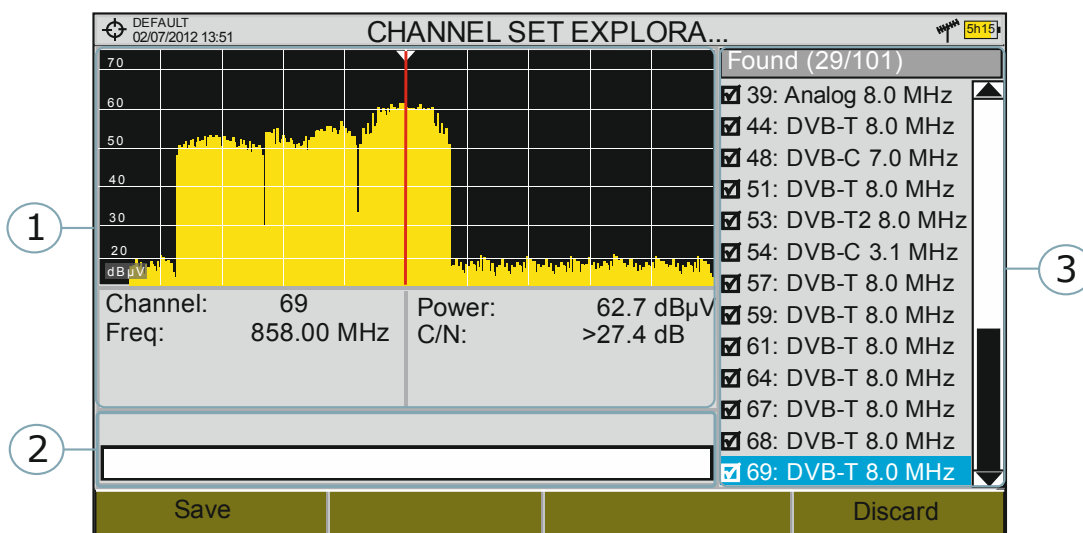 DEFAULT
02/07/2012 13:51
CHANNEL SET EXPLORA...
5h15
70
60
50
40
30
20
dBµV
Channel: 69
Freq: 858.00 MHz
Power: 62.7 dBµV
C/N: >27.4 dB
Found (29/101)
39: Analog 8.0 MHz
44: DVB-T 8.0 MHz
48: DVB-C 7.0 MHz
51: DVB-T 8.0 MHz
53: DVB-T2 8.0 MHz
54: DVB-C 3.1 MHz
57: DVB-T 8.0 MHz
59: DVB-T 8.0 MHz
61: DVB-T 8.0 MHz
64: DVB-T 8.0 MHz
67: DVB-T 8.0 MHz
68: DVB-T 8.0 MHz
69: DVB-T 8.0 MHz
Save
Discard
1
2
3